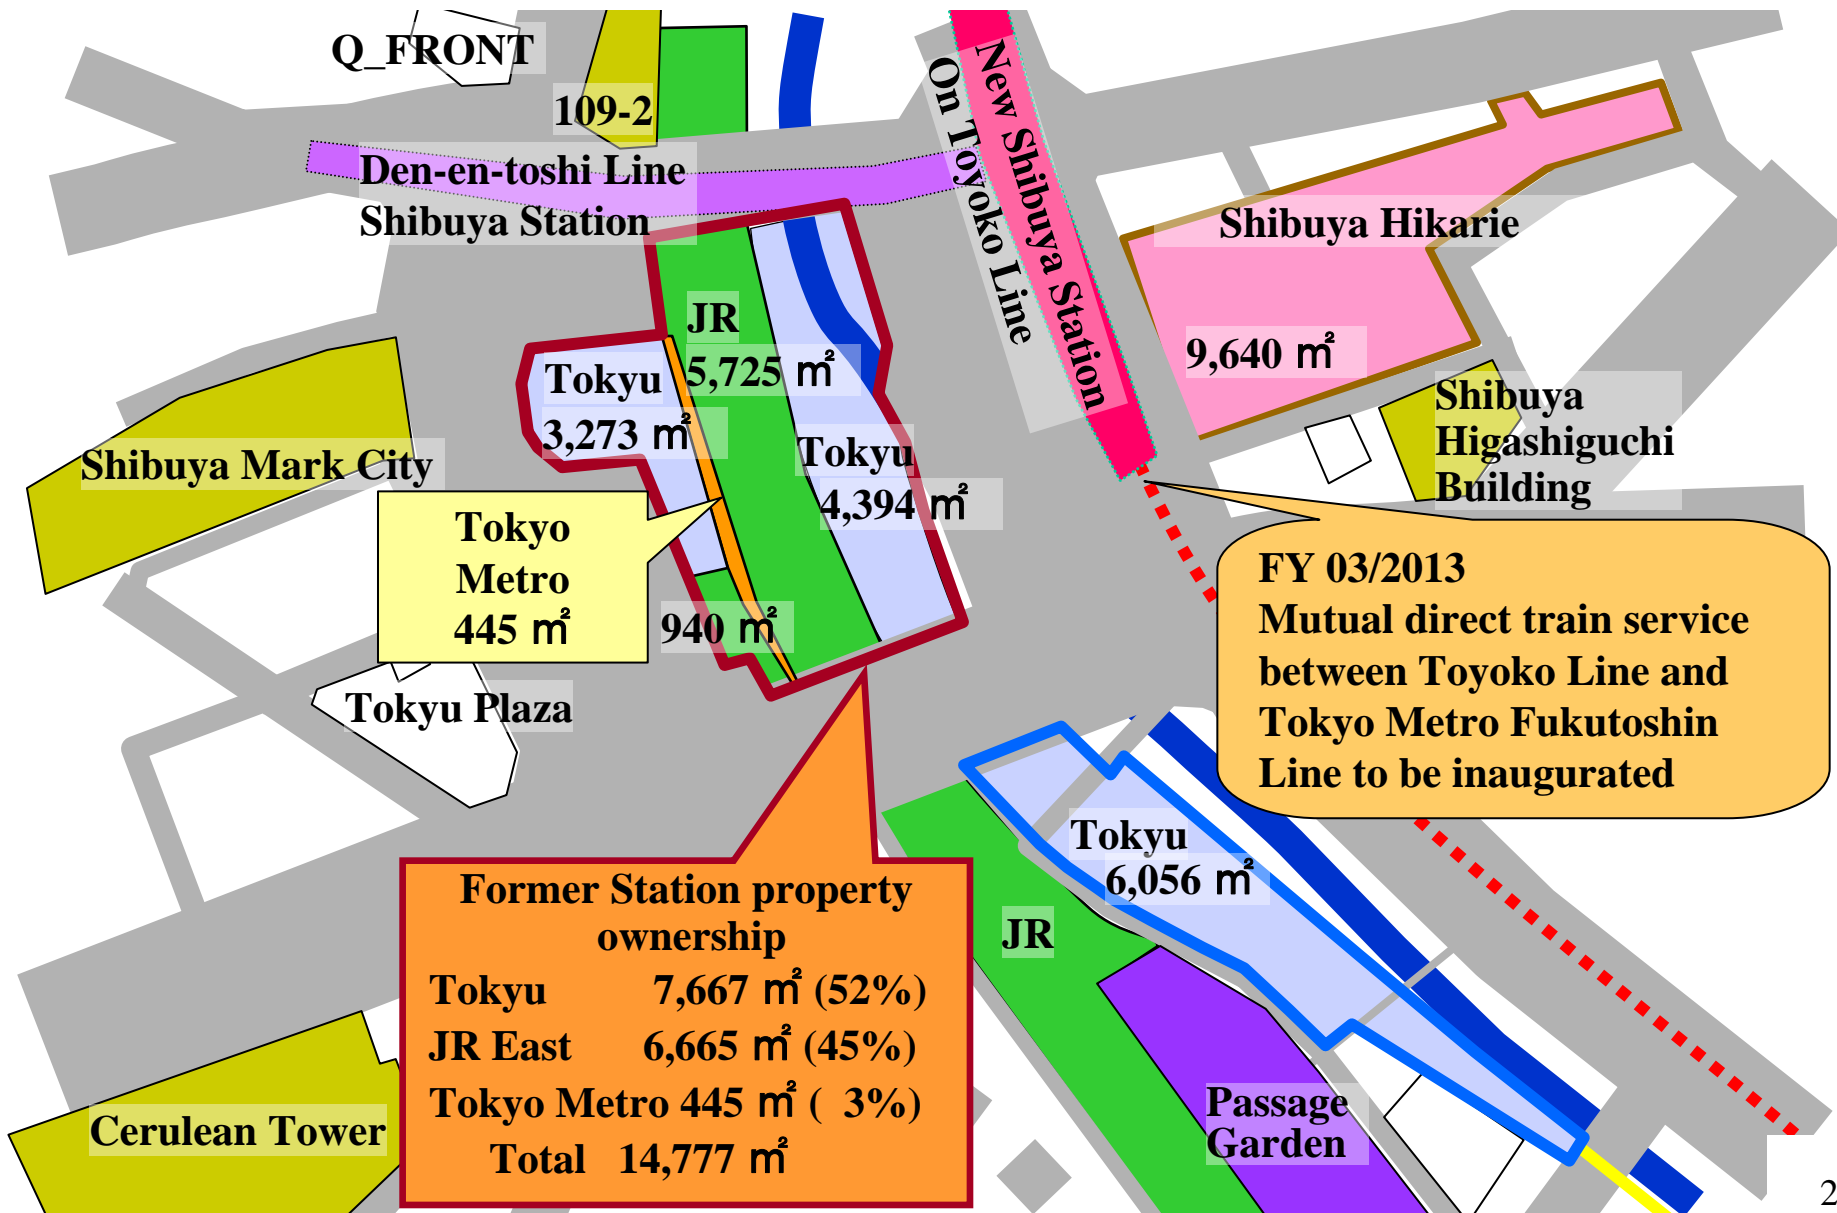 Q_FRONT
109-2
Den-en-toshi Line
Shibuya Station
New Shibuya Station
On Toyoko Line
Shibuya Hikarie
9,640 ㎡
JR
5,725 ㎡
Tokyu
3,273 ㎡
Tokyu
4,394 ㎡
Shibuya
Higashiguchi
Building
Shibuya Mark City
Tokyo
Metro
445 ㎡
940 ㎡
FY 03/2013
Mutual direct train service
between Toyoko Line and
Tokyo Metro Fukutoshin
Line to be inaugurated
Tokyu Plaza
Tokyu
6,056 ㎡
JR
Former Station property
ownership
Tokyu 7,667 ㎡ (52%)
JR East 6,665 ㎡ (45%)
Tokyo Metro 445 ㎡ ( 3%)
Total 14,777 ㎡
Cerulean Tower
Passage
Garden
2